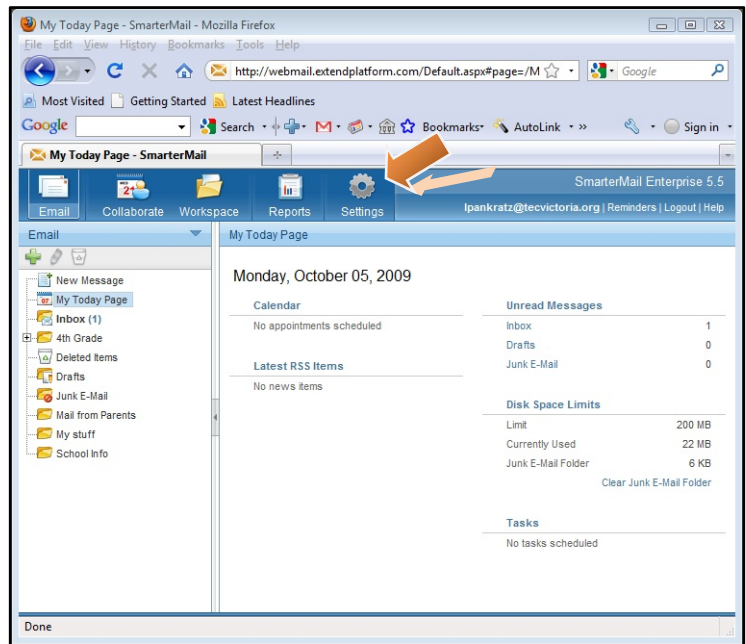 My Today Page - SmarterMail - Mozilla Firefox
File Edit View History Bookmarks Tools Help
http://webmail.extendplatform.com/Default.aspx#page=/M
Google
Most Visited Getting Started Latest Headlines
Google Search Bookmarks AutoLink » Sign in
My Today Page - SmarterMail
SmarterMail Enterprise 5.5
Email Collaborate Workspace Reports Settings
lpankratz@tecvictoria.org | Reminders | Logout | Help
Email
My Today Page
New Message
My Today Page
Inbox (1)
4th Grade
Deleted Items
Drafts
Junk E-Mail
Mail from Parents
My stuff
School Info
Monday, October 05, 2009
Calendar
No appointments scheduled
Latest RSS Items
No news items
Unread Messages
Inbox 1
Drafts 0
Junk E-Mail 0
Disk Space Limits
Limit 200 MB
Currently Used 22 MB
Junk E-Mail Folder 6 KB
Clear Junk E-Mail Folder
Tasks
No tasks scheduled
Done